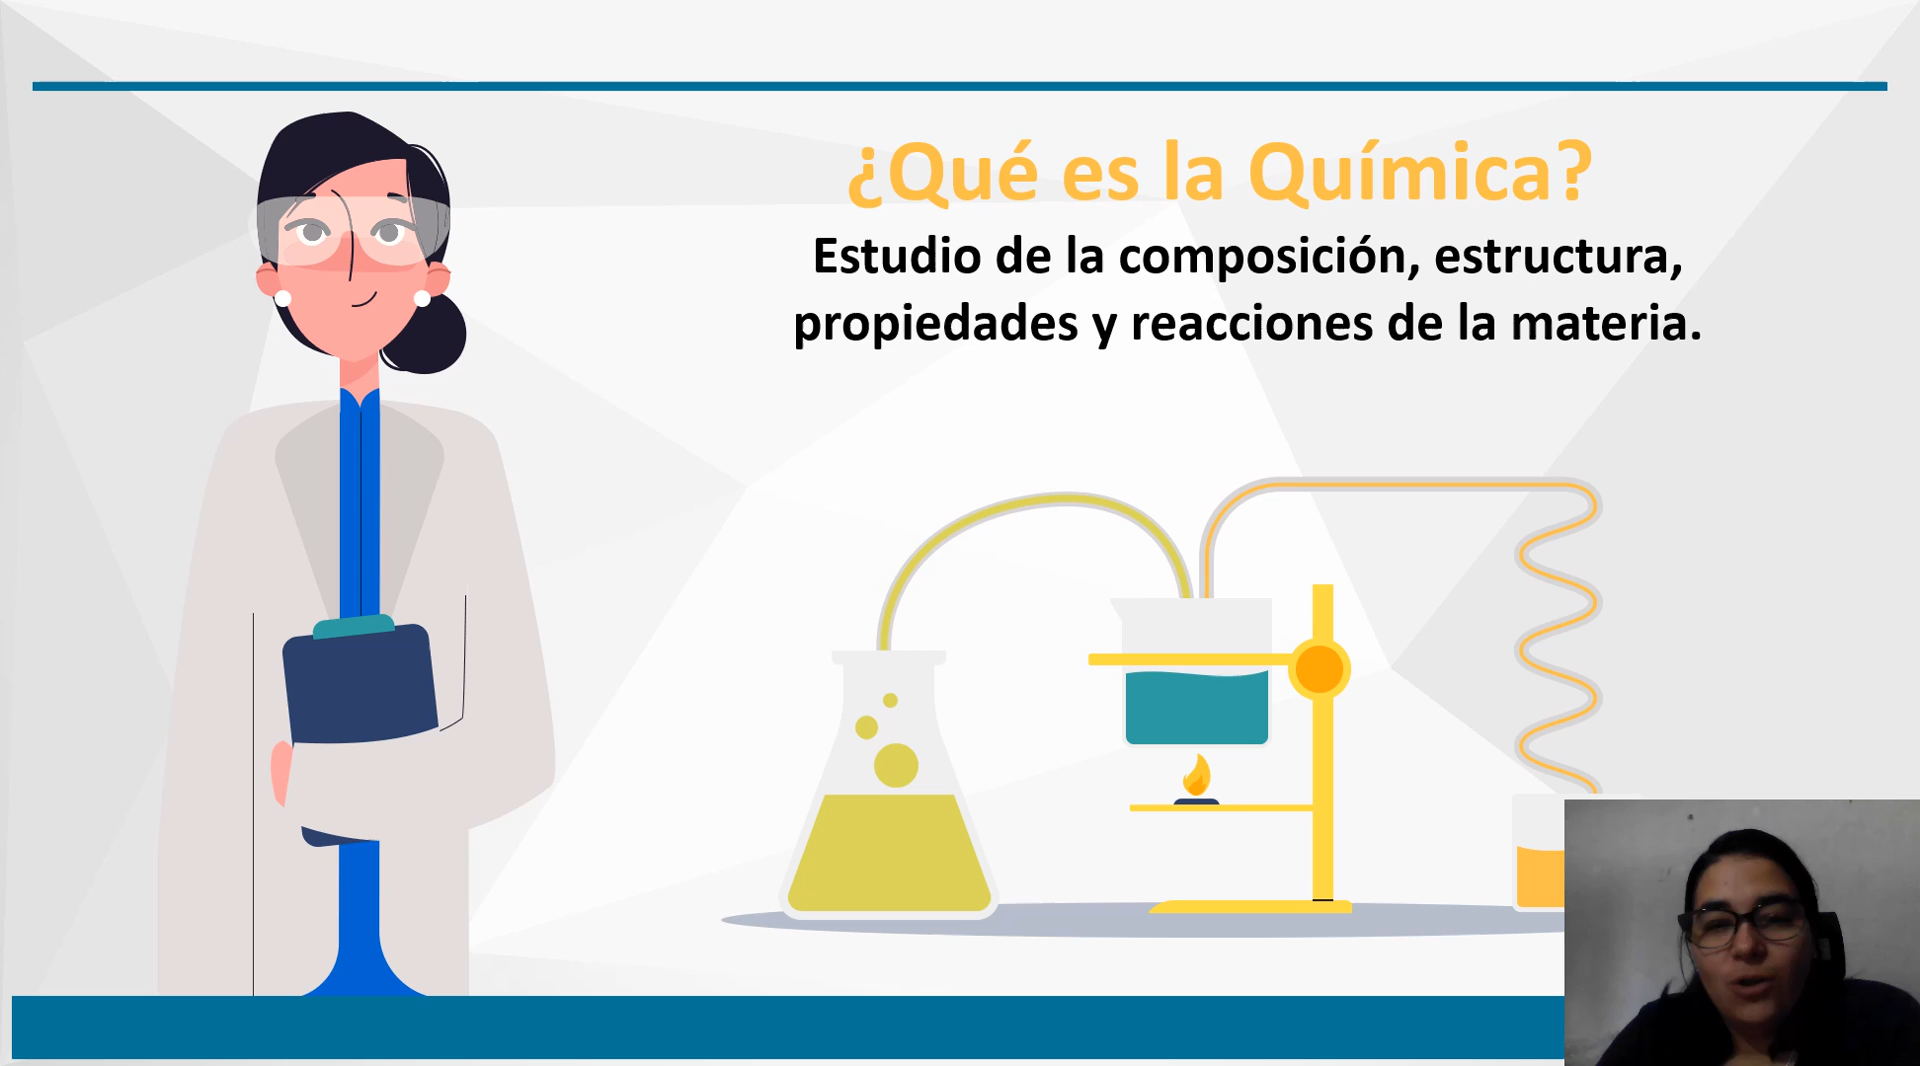 ¿Qué es la Química?
Estudio de la composición, estructura,
propiedades y reacciones de la materia.